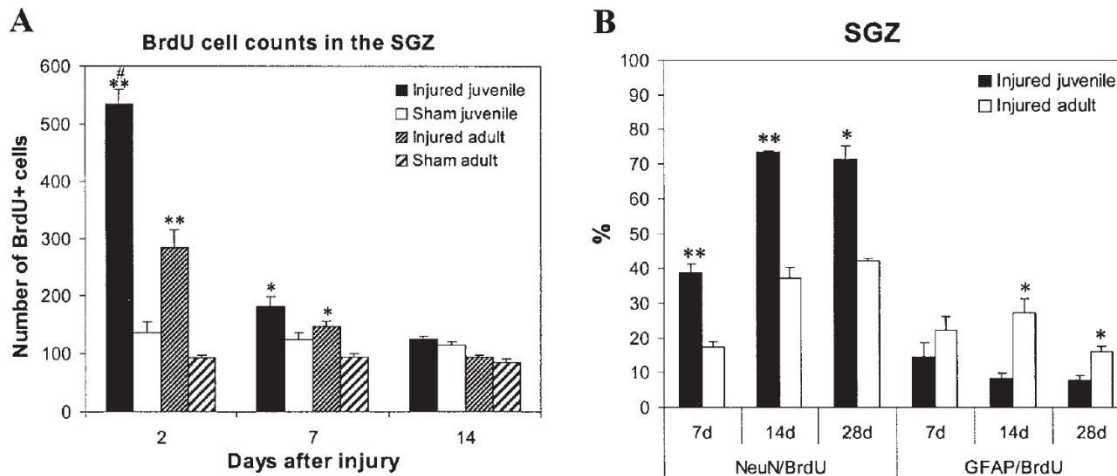 A
BrdU cell counts in the SGZ
Number of BrdU+ cells
600
500
400
300
200
100
0
#
**
**
*
*
Injured juvenile
Sham juvenile
Injured adult
Sham adult
2 7 14
Days after injury
B
SGZ
%
100
90
80
70
60
50
40
30
20
10
0
Injured juvenile
Injured adult
**
**
*
*
*
7d 14d 28d 7d 14d 28d
NeuN/BrdU GFAP/BrdU